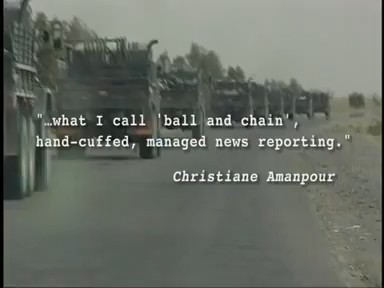 "…what I call 'ball and chain',
hand-cuffed, managed news reporting."
Christiane Amanpour